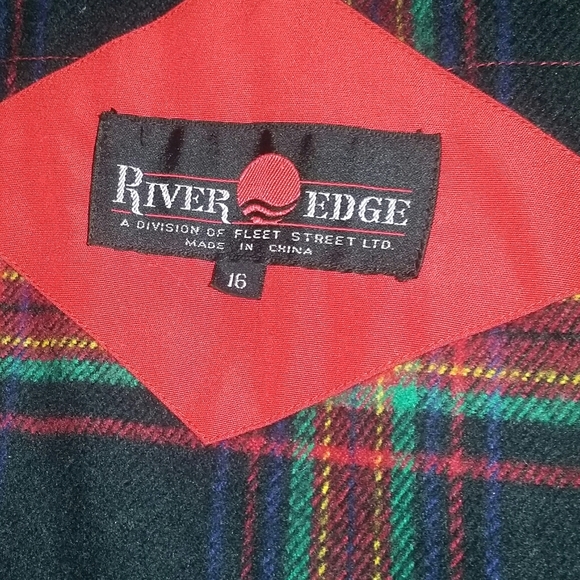 RIVER EDGE
A DIVISION OF FLEET STREET LTD.
MADE IN CHINA
16